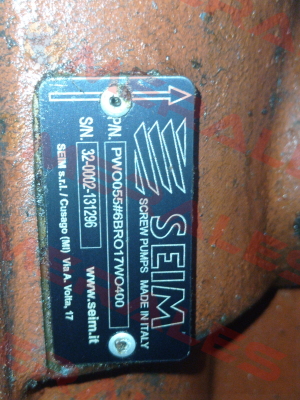 SEIM
SCREW PUMPS MADE IN ITALY
P/N. PWO055#6BRO17WO400
S/N. 32-0002-131296
www.seim.it
SEIM s.r.l. / Cusago (MI) Via A. Volta, 17